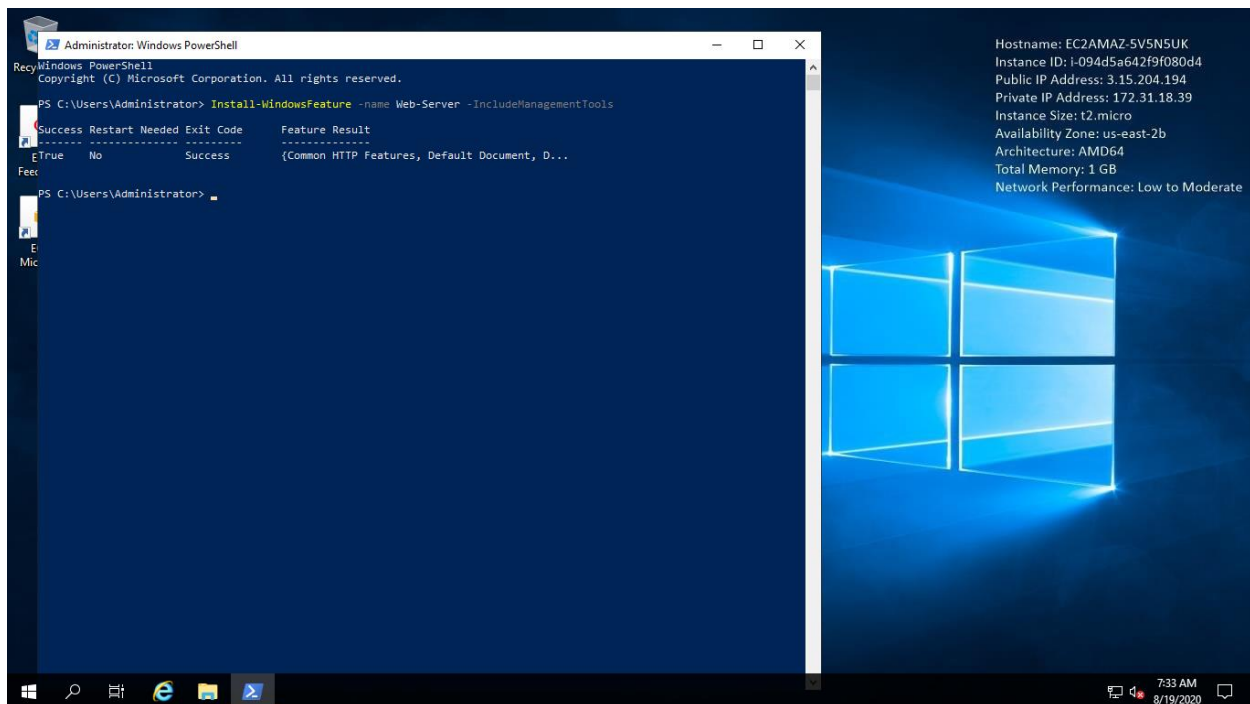 Administrator: Windows PowerShell
Windows PowerShell
Copyright (C) Microsoft Corporation. All rights reserved.
PS C:\Users\Administrator> Install-WindowsFeature -name Web-Server -IncludeManagementTools
Success Restart Needed Exit Code      Feature Result
------- -------------- ---------      --------------
True    No             Success        {Common HTTP Features, Default Document, D...
PS C:\Users\Administrator>
Recy
E
Feec
E
Mic
Hostname: EC2AMAZ-5V5N5UK
Instance ID: i-094d5a642f9f080d4
Public IP Address: 3.15.204.194
Private IP Address: 172.31.18.39
Instance Size: t2.micro
Availability Zone: us-east-2b
Architecture: AMD64
Total Memory: 1 GB
Network Performance: Low to Moderate
7:33 AM
8/19/2020